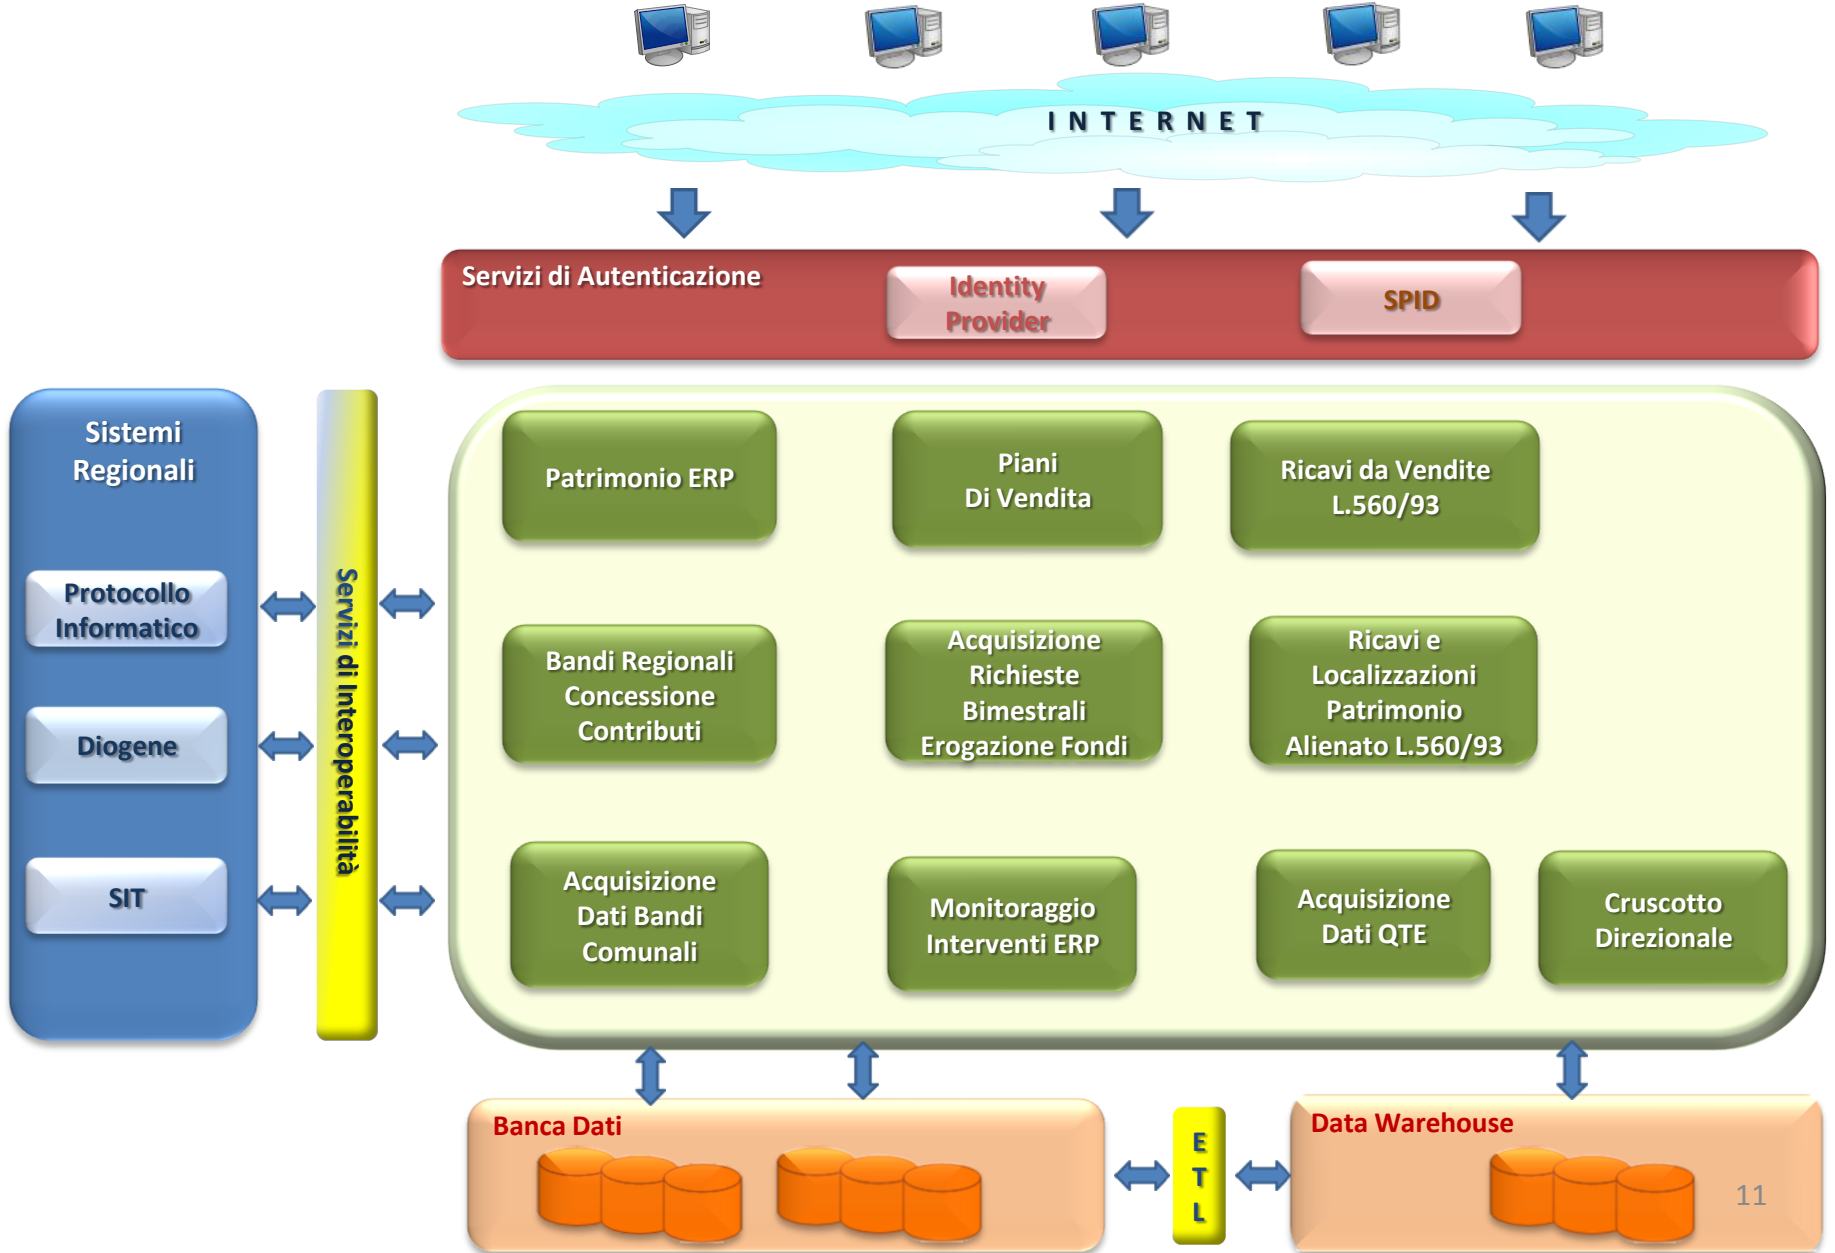 I N T E R N E T
Servizi di Autenticazione
Identity
Provider
SPID
Sistemi
Regionali
Protocollo
Informatico
Diogene
SIT
Servizi di Interoperabilità
Patrimonio ERP
Piani
Di Vendita
Ricavi da Vendite
L.560/93
Bandi Regionali
Concessione
Contributi
Acquisizione
Richieste
Bimestrali
Erogazione Fondi
Ricavi e
Localizzazioni
Patrimonio
Alienato L.560/93
Acquisizione
Dati Bandi
Comunali
Monitoraggio
Interventi ERP
Acquisizione
Dati QTE
Cruscotto
Direzionale
Banca Dati
E
T
L
Data Warehouse
11